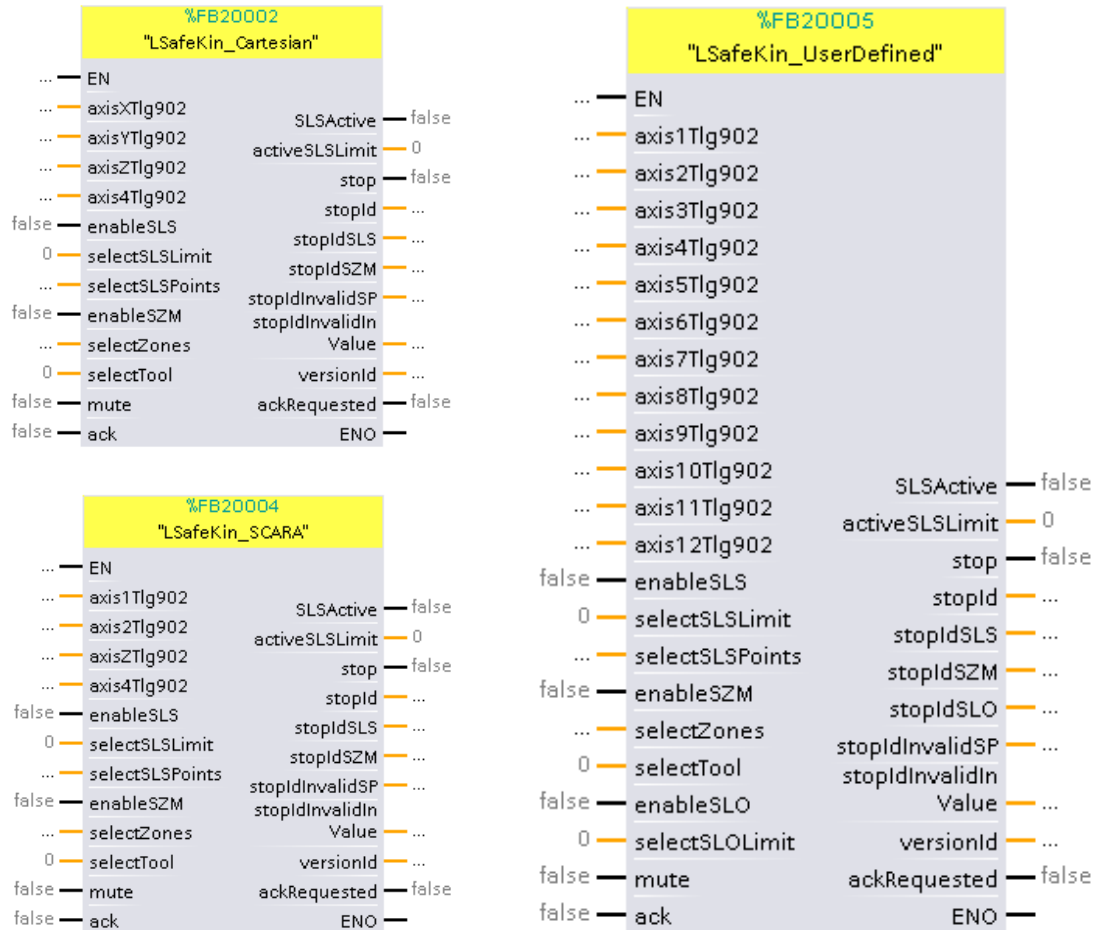 %FB20002
"LSafeKin_Cartesian"
... EN
... axisXTlg902
SLSActive false
... axisYTlg902
activeSLSLimit 0
... axisZTlg902
stop false
... axis4Tlg902
stopId ...
false enableSLS
stopIdSLS ...
0 selectSLSLimit
stopIdSZM ...
... selectSLSPoints
stopIdInvalidSP ...
false enableSZM
stopIdInvalidIn
... selectZones
Value ...
0 selectTool
versionId ...
false mute
ackRequested false
false ack
ENO
%FB20004
"LSafeKin_SCARA"
... EN
... axis1Tlg902
SLSActive false
... axis2Tlg902
activeSLSLimit 0
... axisZTlg902
stop false
... axis4Tlg902
stopId ...
false enableSLS
stopIdSLS ...
0 selectSLSLimit
stopIdSZM ...
... selectSLSPoints
stopIdInvalidSP ...
false enableSZM
stopIdInvalidIn
... selectZones
Value ...
0 selectTool
versionId ...
false mute
ackRequested false
false ack
ENO
%FB20005
"LSafeKin_UserDefined"
... EN
... axis1Tlg902
... axis2Tlg902
... axis3Tlg902
... axis4Tlg902
... axis5Tlg902
... axis6Tlg902
... axis7Tlg902
... axis8Tlg902
... axis9Tlg902
... axis10Tlg902
SLSActive false
... axis11Tlg902
activeSLSLimit 0
... axis12Tlg902
stop false
false enableSLS
stopId ...
0 selectSLSLimit
stopIdSLS ...
... selectSLSPoints
stopIdSZM ...
false enableSZM
stopIdSLO ...
... selectZones
stopIdInvalidSP ...
0 selectTool
stopIdInvalidIn
false enableSLO
Value ...
0 selectSLOLimit
versionId ...
false mute
ackRequested false
false ack
ENO